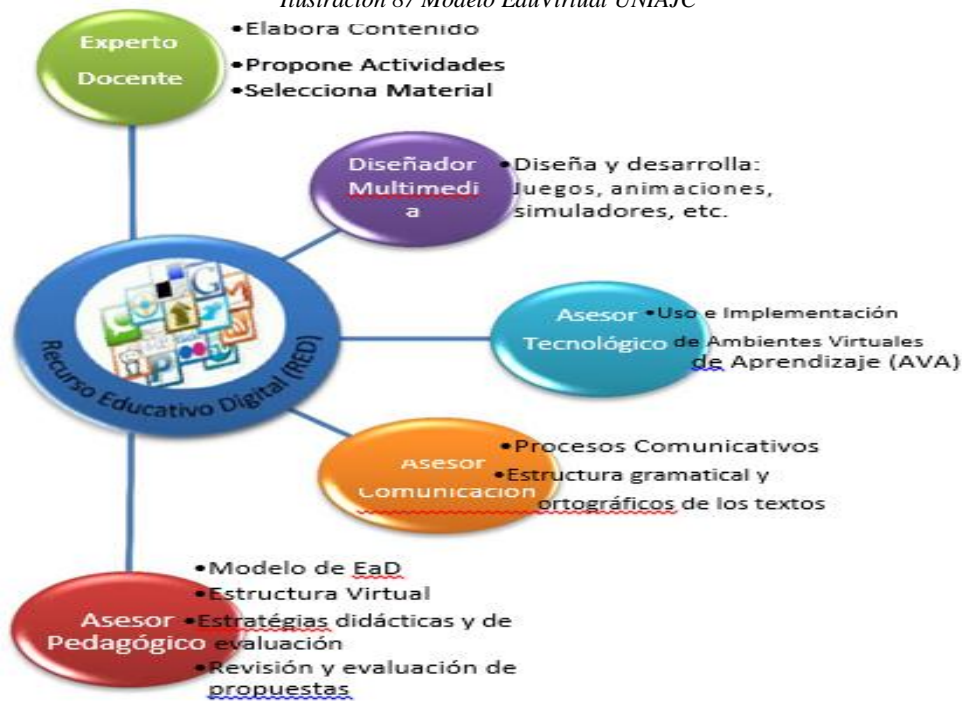 Ilustración 87 Modelo EduVirtual UNIAJC
Experto
Docente
•Elabora Contenido
•Propone Actividades
•Selecciona Material
Diseñador
Multimedi
a
•Diseña y desarrolla:
Juegos, animaciones,
simuladores, etc.
Asesor
Tecnológico
•Uso e Implementación
de Ambientes Virtuales
de Aprendizaje (AVA)
Recurso Educativo Digital (RED)
Asesor
Comunicación
•Procesos Comunicativos
•Estructura gramatical y
ortográficos de los textos
Asesor
Pedagógico
•Modelo de EaD
•Estructura Virtual
•Estratégias didácticas y de
evaluación
•Revisión y evaluación de
propuestas